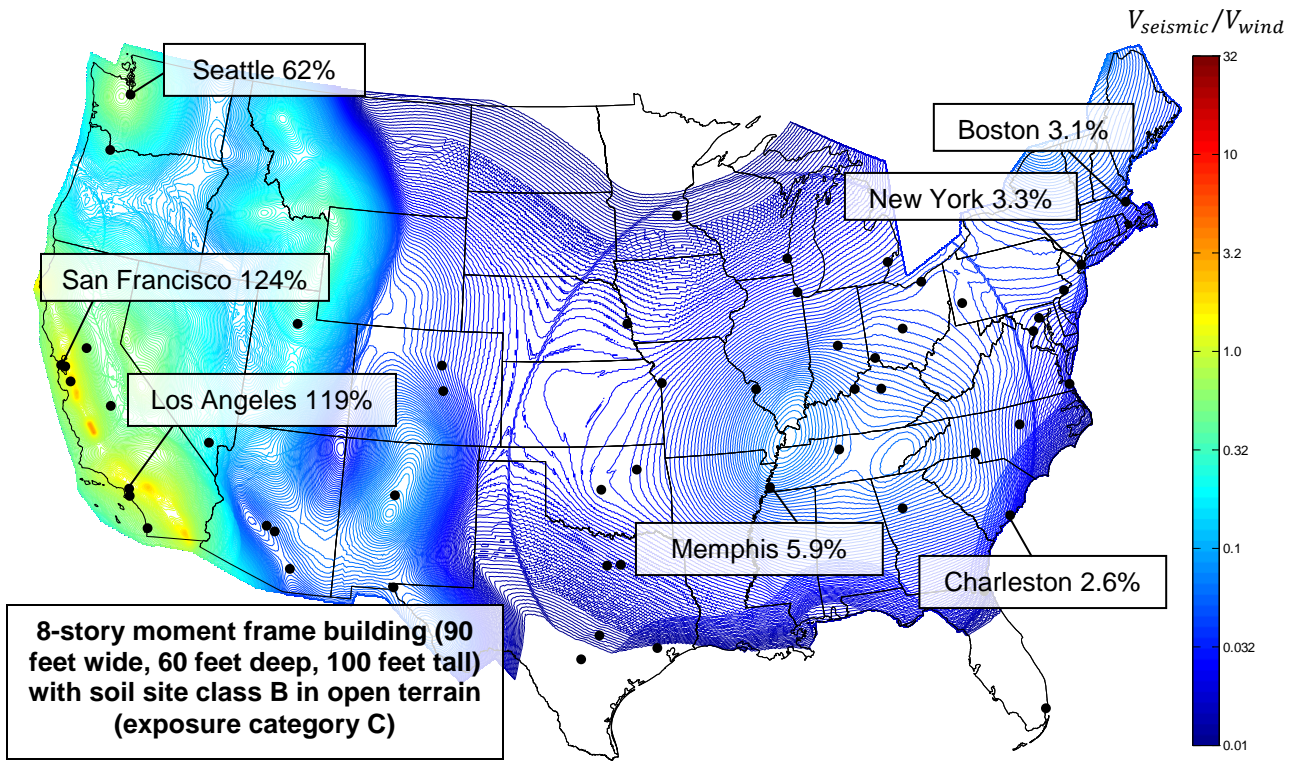 V_seismic/V_wind
32
Seattle 62%
Boston 3.1%
10
New York 3.3%
3.2
San Francisco 124%
1.0
Los Angeles 119%
0.32
Memphis 5.9%
0.1
Charleston 2.6%
8-story moment frame building (90
feet wide, 60 feet deep, 100 feet tall)
with soil site class B in open terrain
(exposure category C)
0.032
0.01